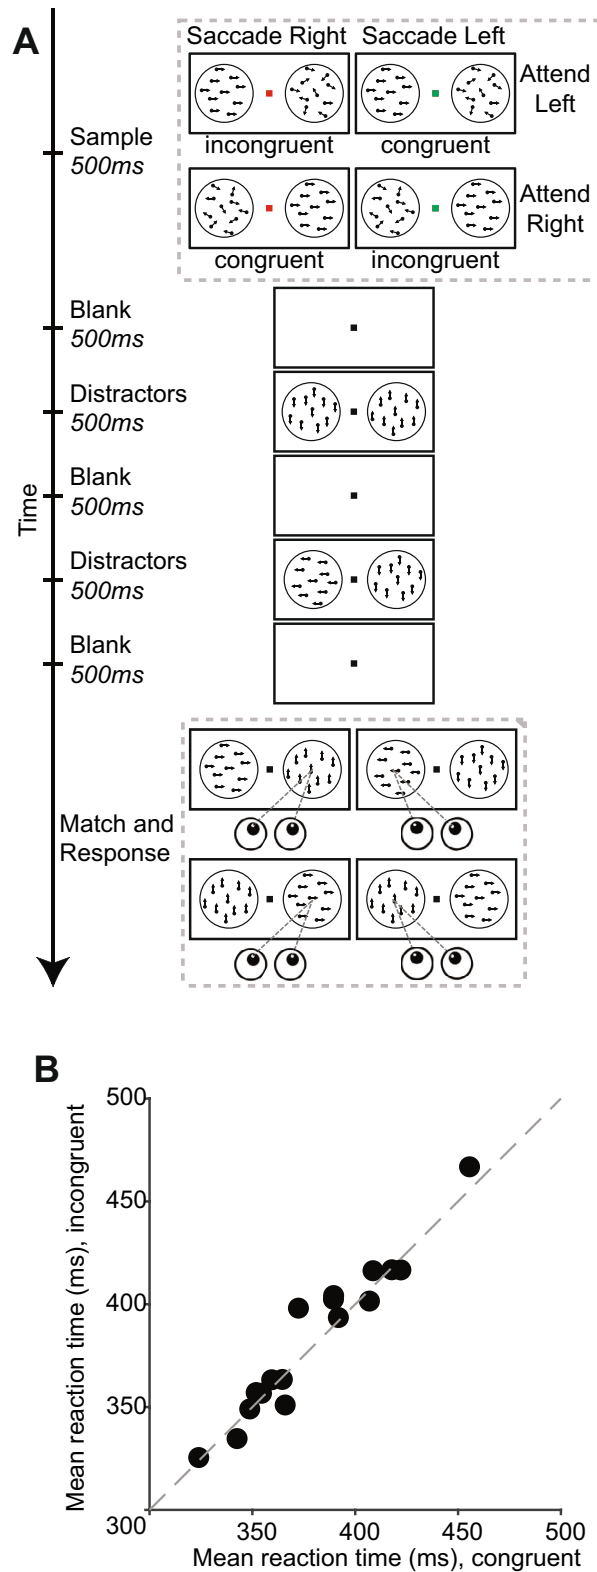 A
Saccade Right Saccade Left
Attend
Left
incongruent congruent
Sample
500ms
Attend
Right
congruent incongruent
Blank
500ms
Distractors
500ms
Blank
500ms
Time
Distractors
500ms
Blank
500ms
Match and
Response
B
500
450
400
350
300
Mean reaction time (ms), incongruent
350 400 450 500
Mean reaction time (ms), congruent